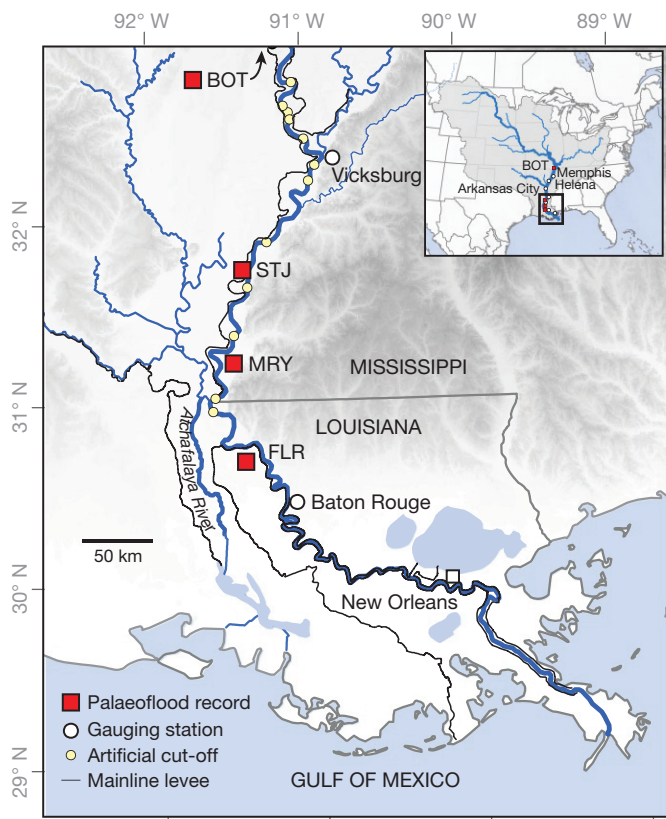 92° W
91° W
90° W
89° W
BOT
Vicksburg
BOT
Memphis
Helena
Arkansas City
32° N
STJ
MRY
MISSISSIPPI
31° N
LOUISIANA
FLR
Atchafalaya River
Baton Rouge
50 km
30° N
New Orleans
Palaeoflood record
Gauging station
Artificial cut-off
Mainline levee
29° N
GULF OF MEXICO